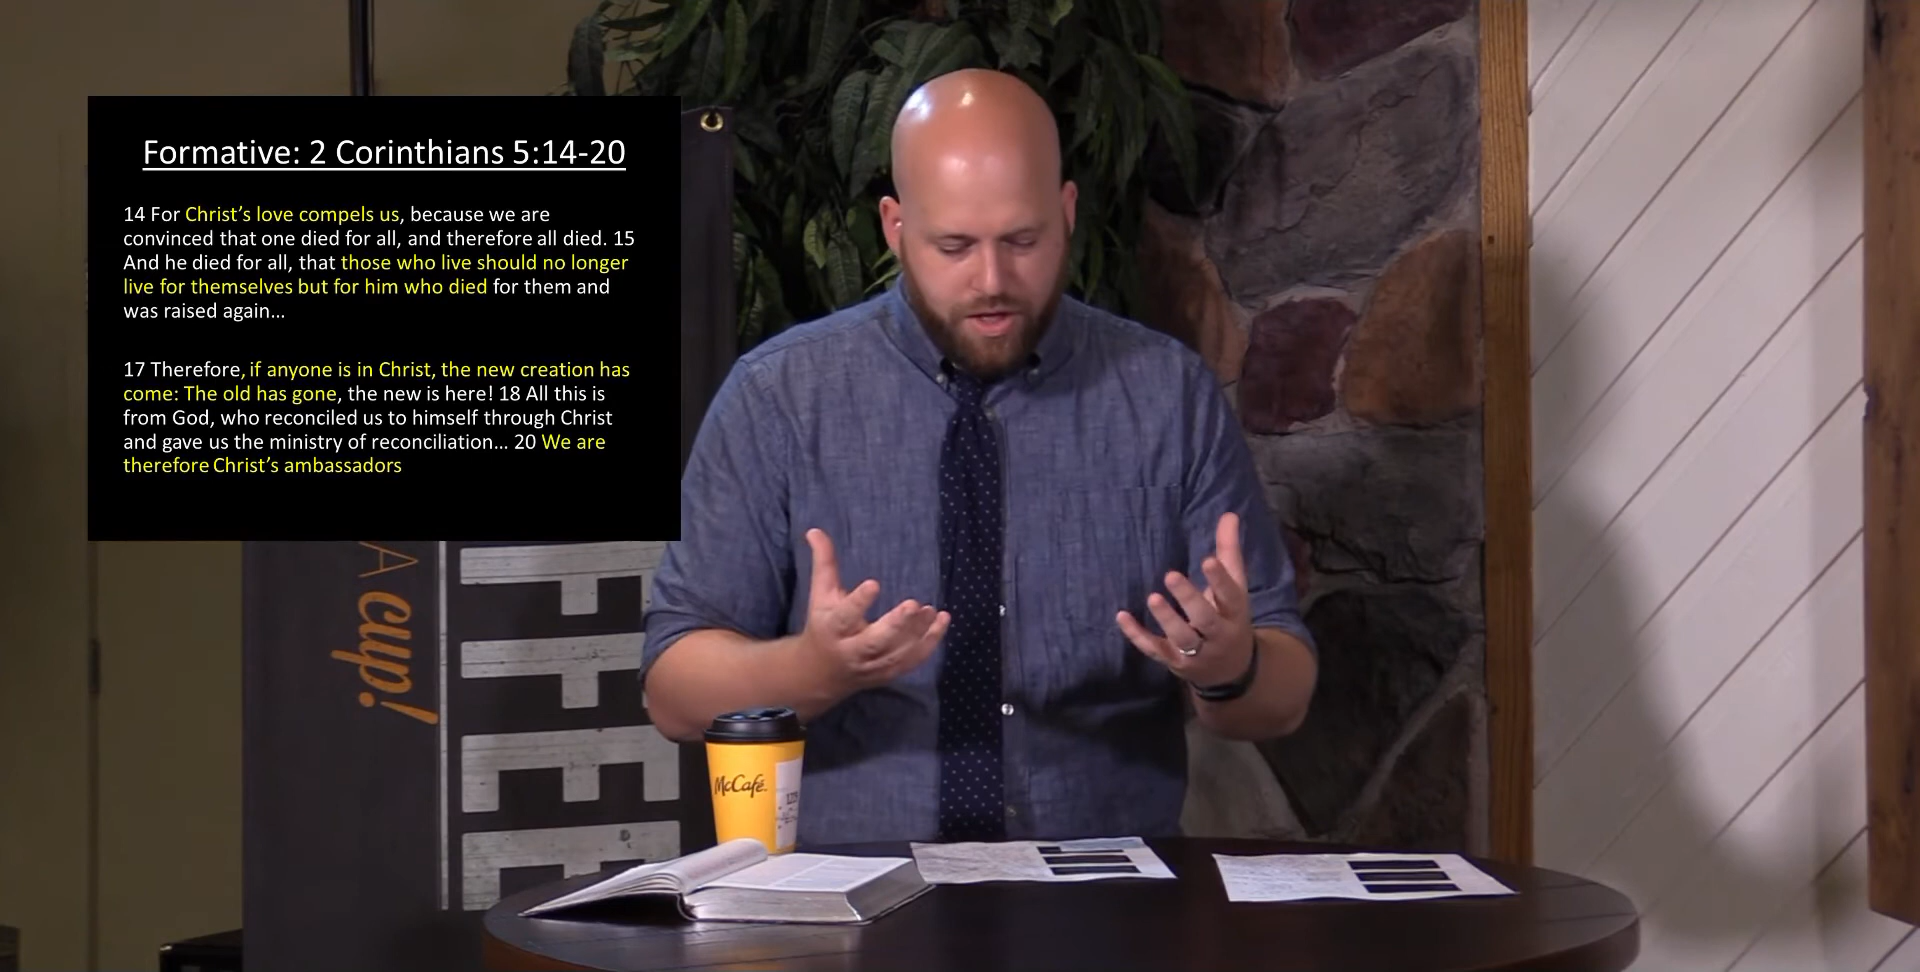 Formative: 2 Corinthians 5:14-20
14 For Christ’s love compels us, because we are
convinced that one died for all, and therefore all died. 15
And he died for all, that those who live should no longer
live for themselves but for him who died for them and
was raised again…
17 Therefore, if anyone is in Christ, the new creation has
come: The old has gone, the new is here! 18 All this is
from God, who reconciled us to himself through Christ
and gave us the ministry of reconciliation… 20 We are
therefore Christ’s ambassadors
A cup!
FFEE
McCafé